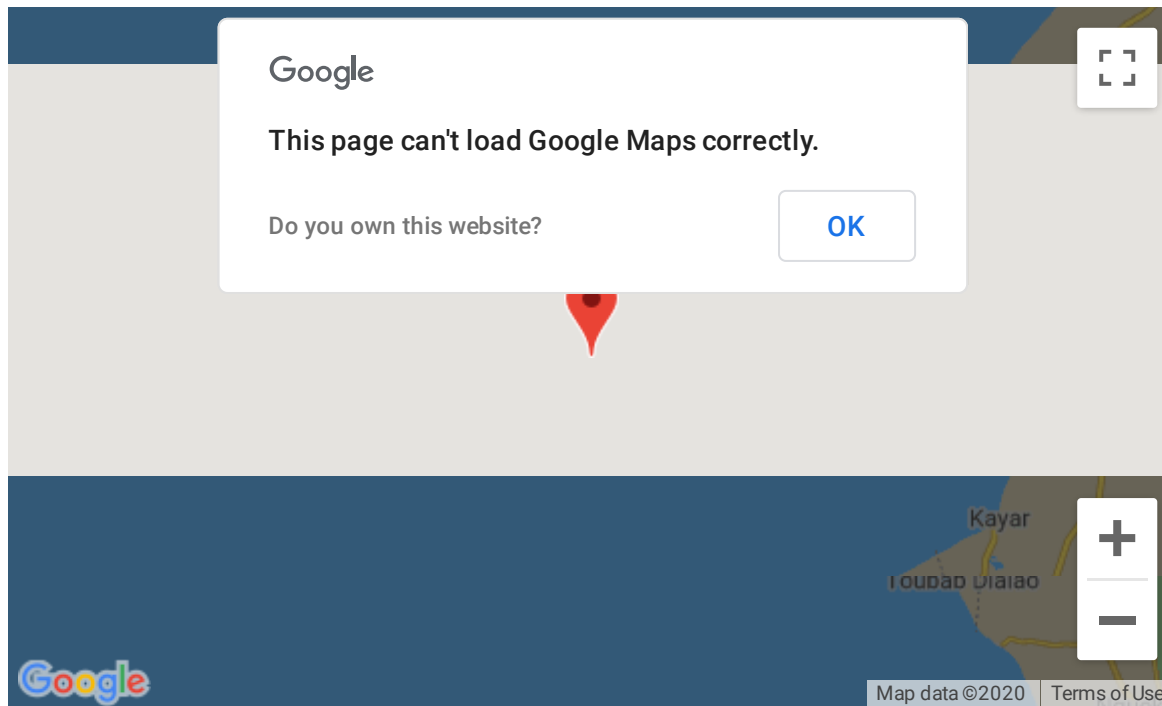 Google
This page can't load Google Maps correctly.
Do you own this website?
OK
Kayar
Toubab Dialao
Google
Map data ©2020
Terms of Use